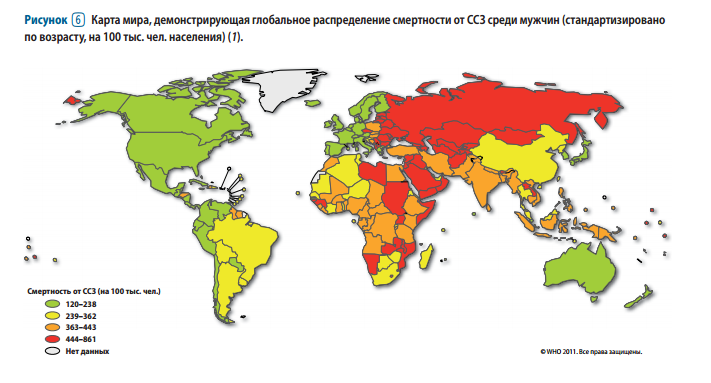 Рисунок 6 Карта мира, демонстрирующая глобальное распределение смертности от ССЗ среди мужчин (стандартизировано
по возрасту, на 100 тыс. чел. населения) (1).
Смертность от ССЗ (на 100 тыс. чел.)
120–238
239–362
363–443
444–861
Нет данных
© WHO 2011. Все права защищены.